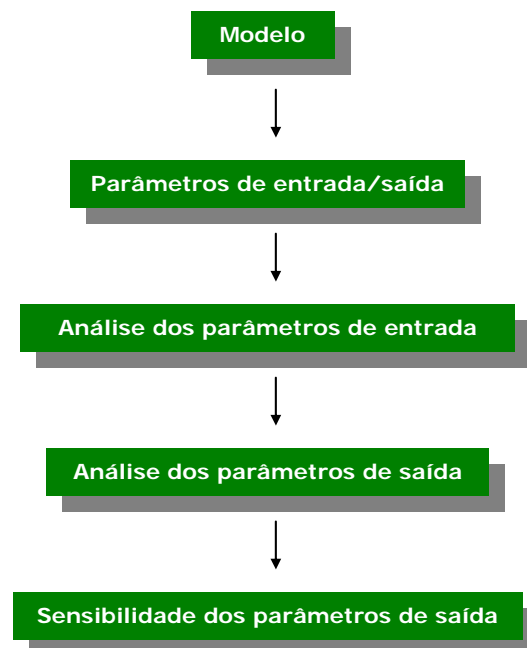 Modelo
Parâmetros de entrada/saída
Análise dos parâmetros de entrada
Análise dos parâmetros de saída
Sensibilidade dos parâmetros de saída